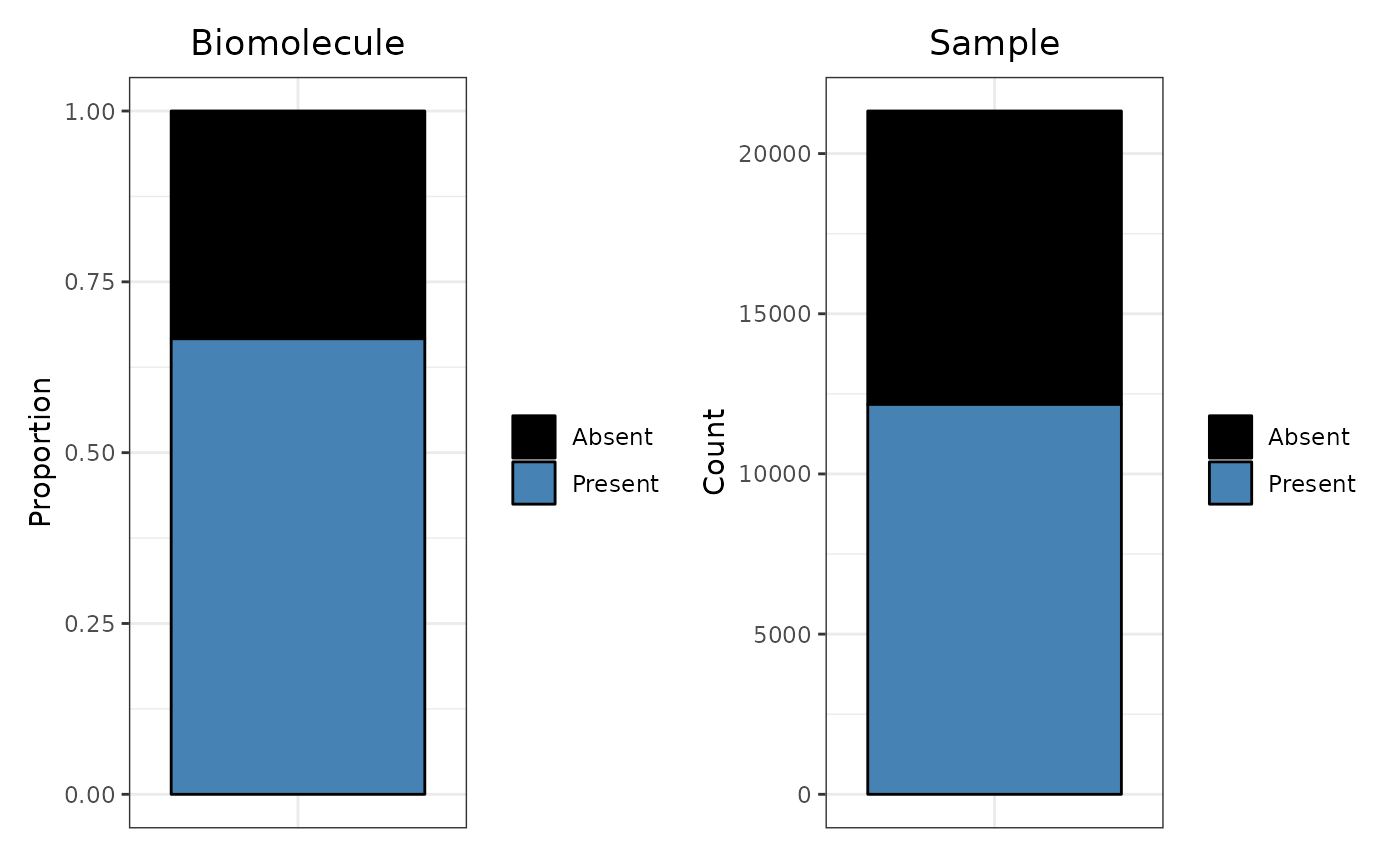 Biomolecule
Proportion
1.00
0.75
0.50
0.25
0.00
Absent
Present
Sample
Count
20000
15000
10000
5000
0
Absent
Present